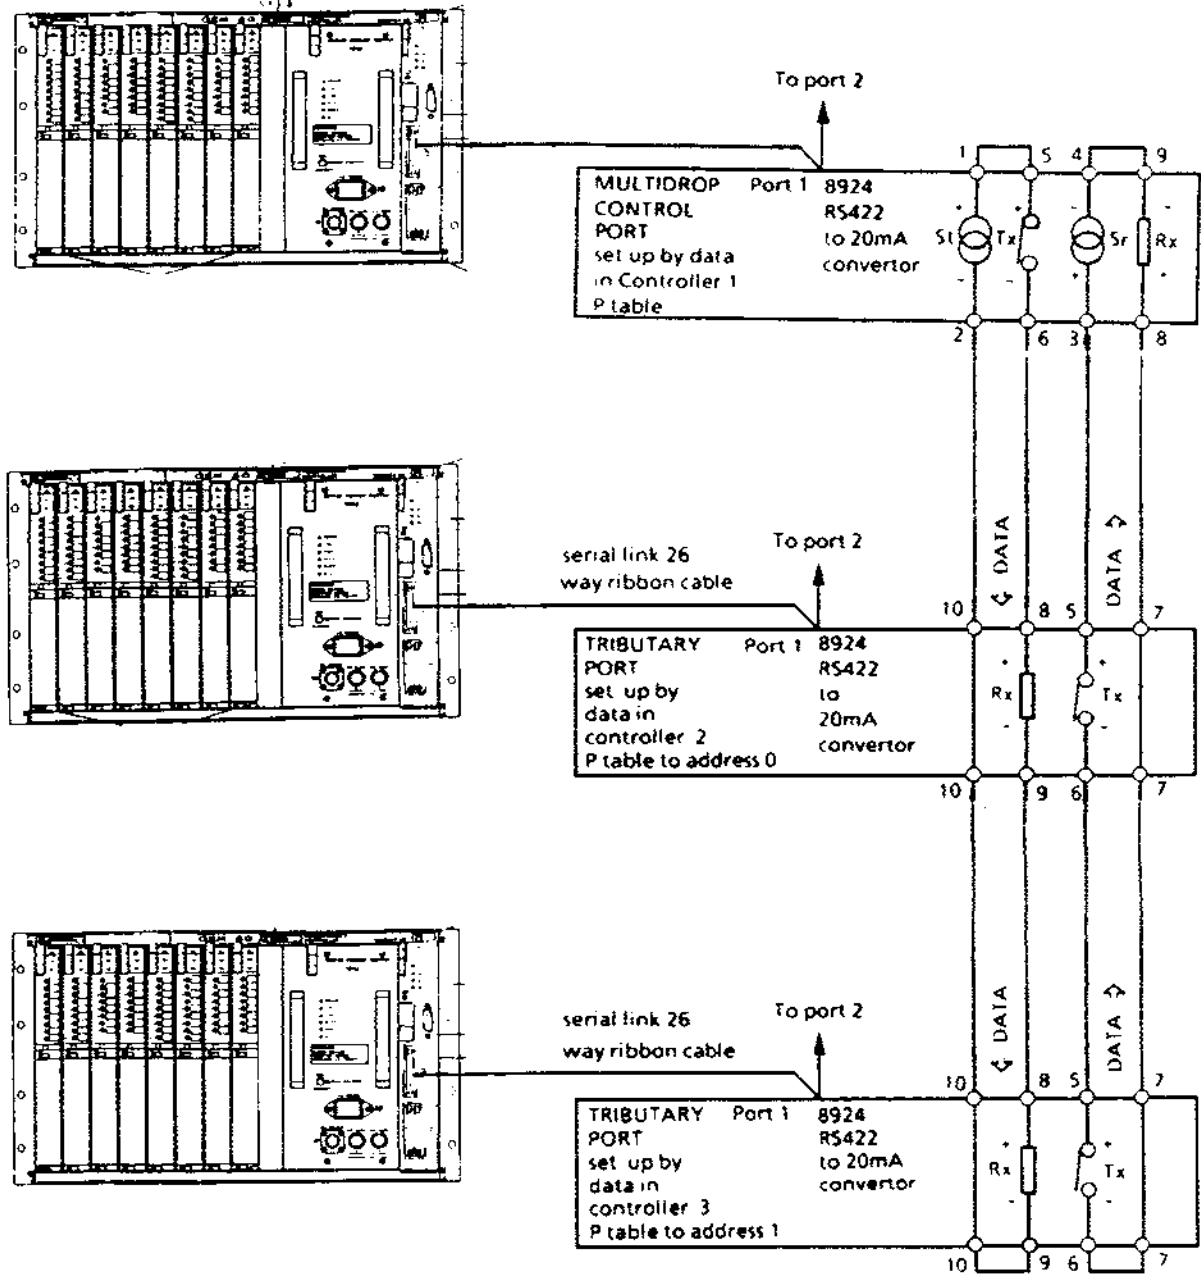 To port 2
1 5 4 9
MULTIDROP Port 1 8924
CONTROL RS422
PORT to 20mA
set up by data convertor
in Controller 1
P table
+ + - -
St Tx Sr Rx
- - + +
2 6 3 8
DATA DATA
serial link 26
way ribbon cable
To port 2
10 8 5 7
TRIBUTARY Port 1 8924
PORT RS422
set up by to
data in 20mA
controller 2 convertor
P table to address 0
+ +
Rx Tx
- -
10 9 6 7
DATA DATA
serial link 26
way ribbon cable
To port 2
10 8 5 7
TRIBUTARY Port 1 8924
PORT RS422
set up by to 20mA
data in convertor
controller 3
P table to address 1
+ +
Rx Tx
- -
10 9 6 7